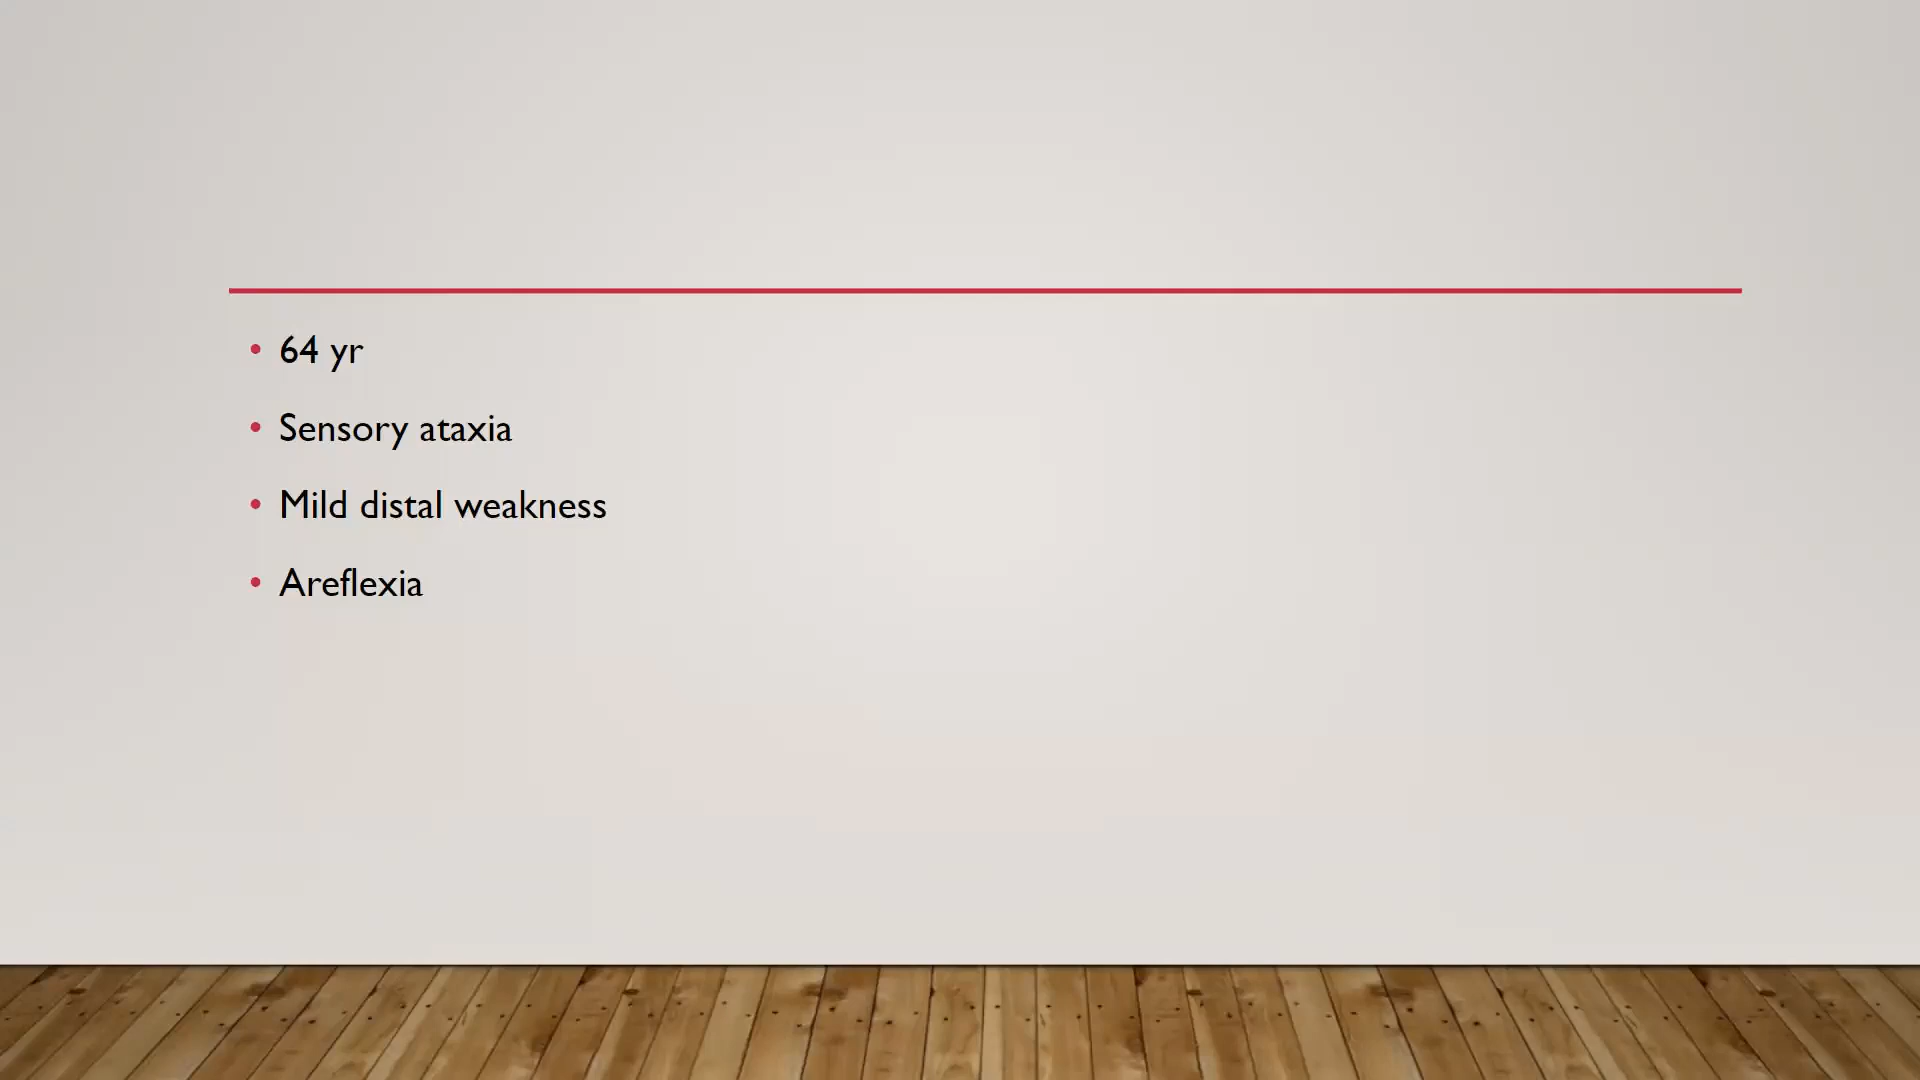 • 64 yr
• Sensory ataxia
• Mild distal weakness
• Areflexia